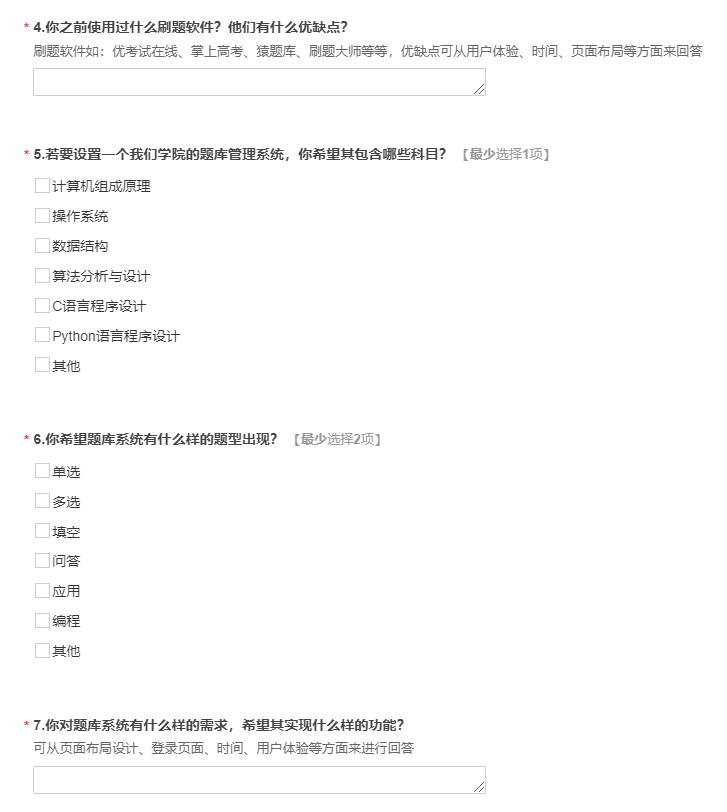 * 4.你之前使用过什么刷题软件？他们有什么优缺点？
刷题软件如：优考试在线、掌上高考、猿题库、刷题大师等等，优缺点可从用户体验、时间、页面布局等方面来回答
* 5.若要设置一个我们学院的题库管理系统，你希望其包含哪些科目？ 【最少选择1项】
计算机组成原理
操作系统
数据结构
算法分析与设计
C语言程序设计
Python语言程序设计
其他
* 6.你希望题库系统有什么样的题型出现？ 【最少选择2项】
单选
多选
填空
问答
应用
编程
其他
* 7.你对题库系统有什么样的需求，希望其实现什么样的功能？
可从页面布局设计、登录页面、时间、用户体验等方面来进行回答